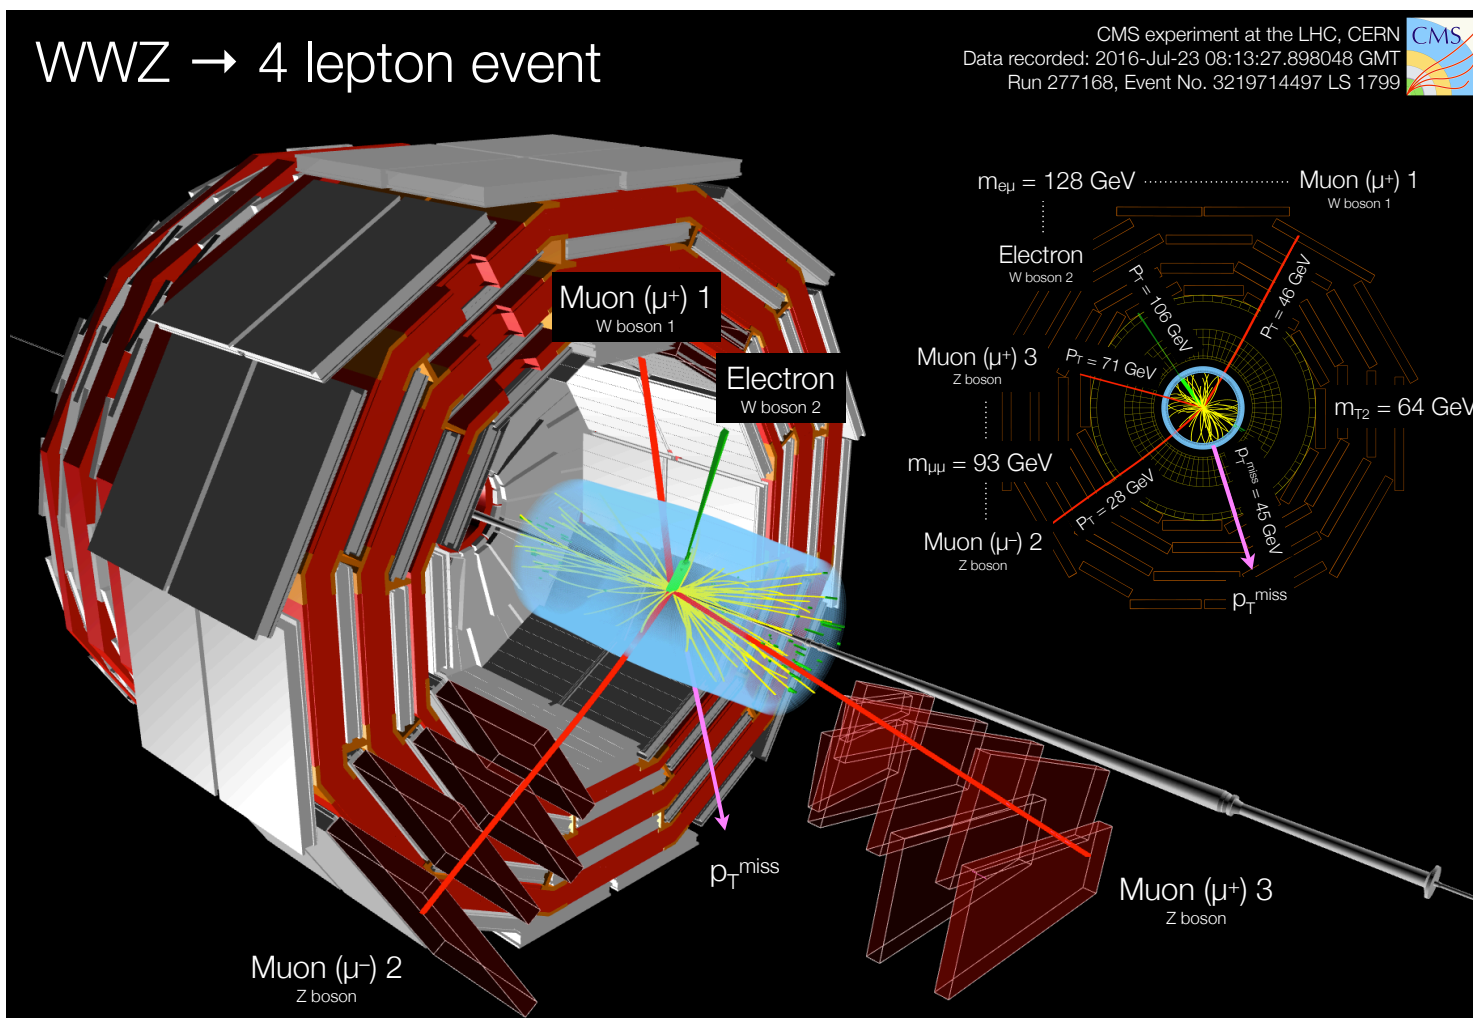 WWZ → 4 lepton event
CMS experiment at the LHC, CERN
Data recorded: 2016-Jul-23 08:13:27.898048 GMT
Run 277168, Event No. 3219714497 LS 1799
CMS
Muon (μ⁺) 1
W boson 1
Electron
W boson 2
pTmiss
Muon (μ⁺) 3
Z boson
Muon (μ⁻) 2
Z boson
meμ = 128 GeV
Muon (μ⁺) 1
W boson 1
Electron
W boson 2
PT = 106 GeV
PT = 46 GeV
Muon (μ⁺) 3
Z boson
PT = 71 GeV
mT2 = 64 GeV
mμμ = 93 GeV
PT = 28 GeV
pTmiss = 45 GeV
Muon (μ⁻) 2
Z boson
pTmiss